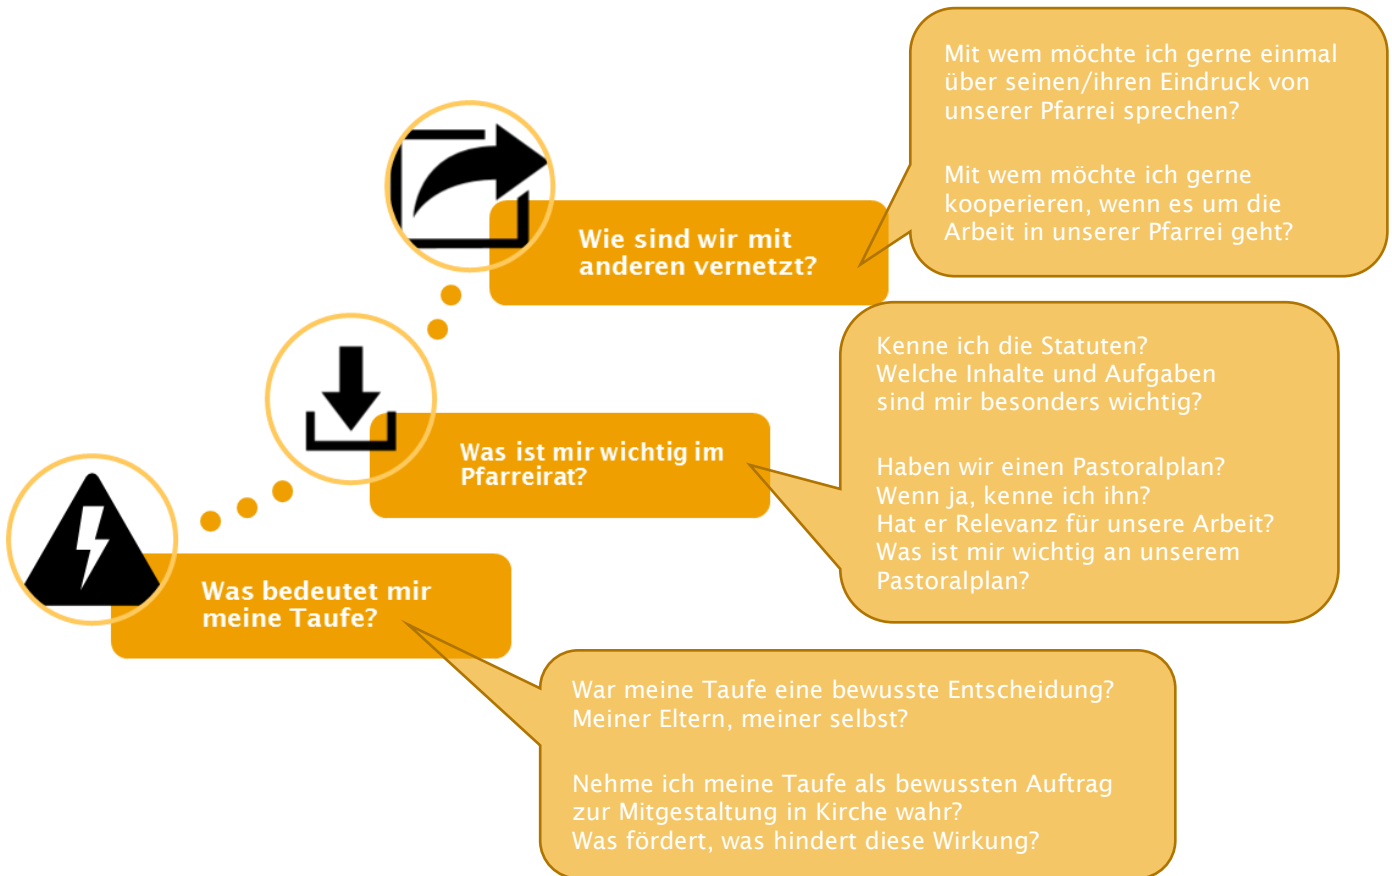 Mit wem möchte ich gerne einmal
über seinen/ihren Eindruck von
unserer Pfarrei sprechen?
Mit wem möchte ich gerne
kooperieren, wenn es um die
Arbeit in unserer Pfarrei geht?
Wie sind wir mit
anderen vernetzt?
Kenne ich die Statuten?
Welche Inhalte und Aufgaben
sind mir besonders wichtig?
Haben wir einen Pastoralplan?
Wenn ja, kenne ich ihn?
Hat er Relevanz für unsere Arbeit?
Was ist mir wichtig an unserem
Pastoralplan?
Was ist mir wichtig im
Pfarreirat?
Was bedeutet mir
meine Taufe?
War meine Taufe eine bewusste Entscheidung?
Meiner Eltern, meiner selbst?
Nehme ich meine Taufe als bewussten Auftrag
zur Mitgestaltung in Kirche wahr?
Was fördert, was hindert diese Wirkung?